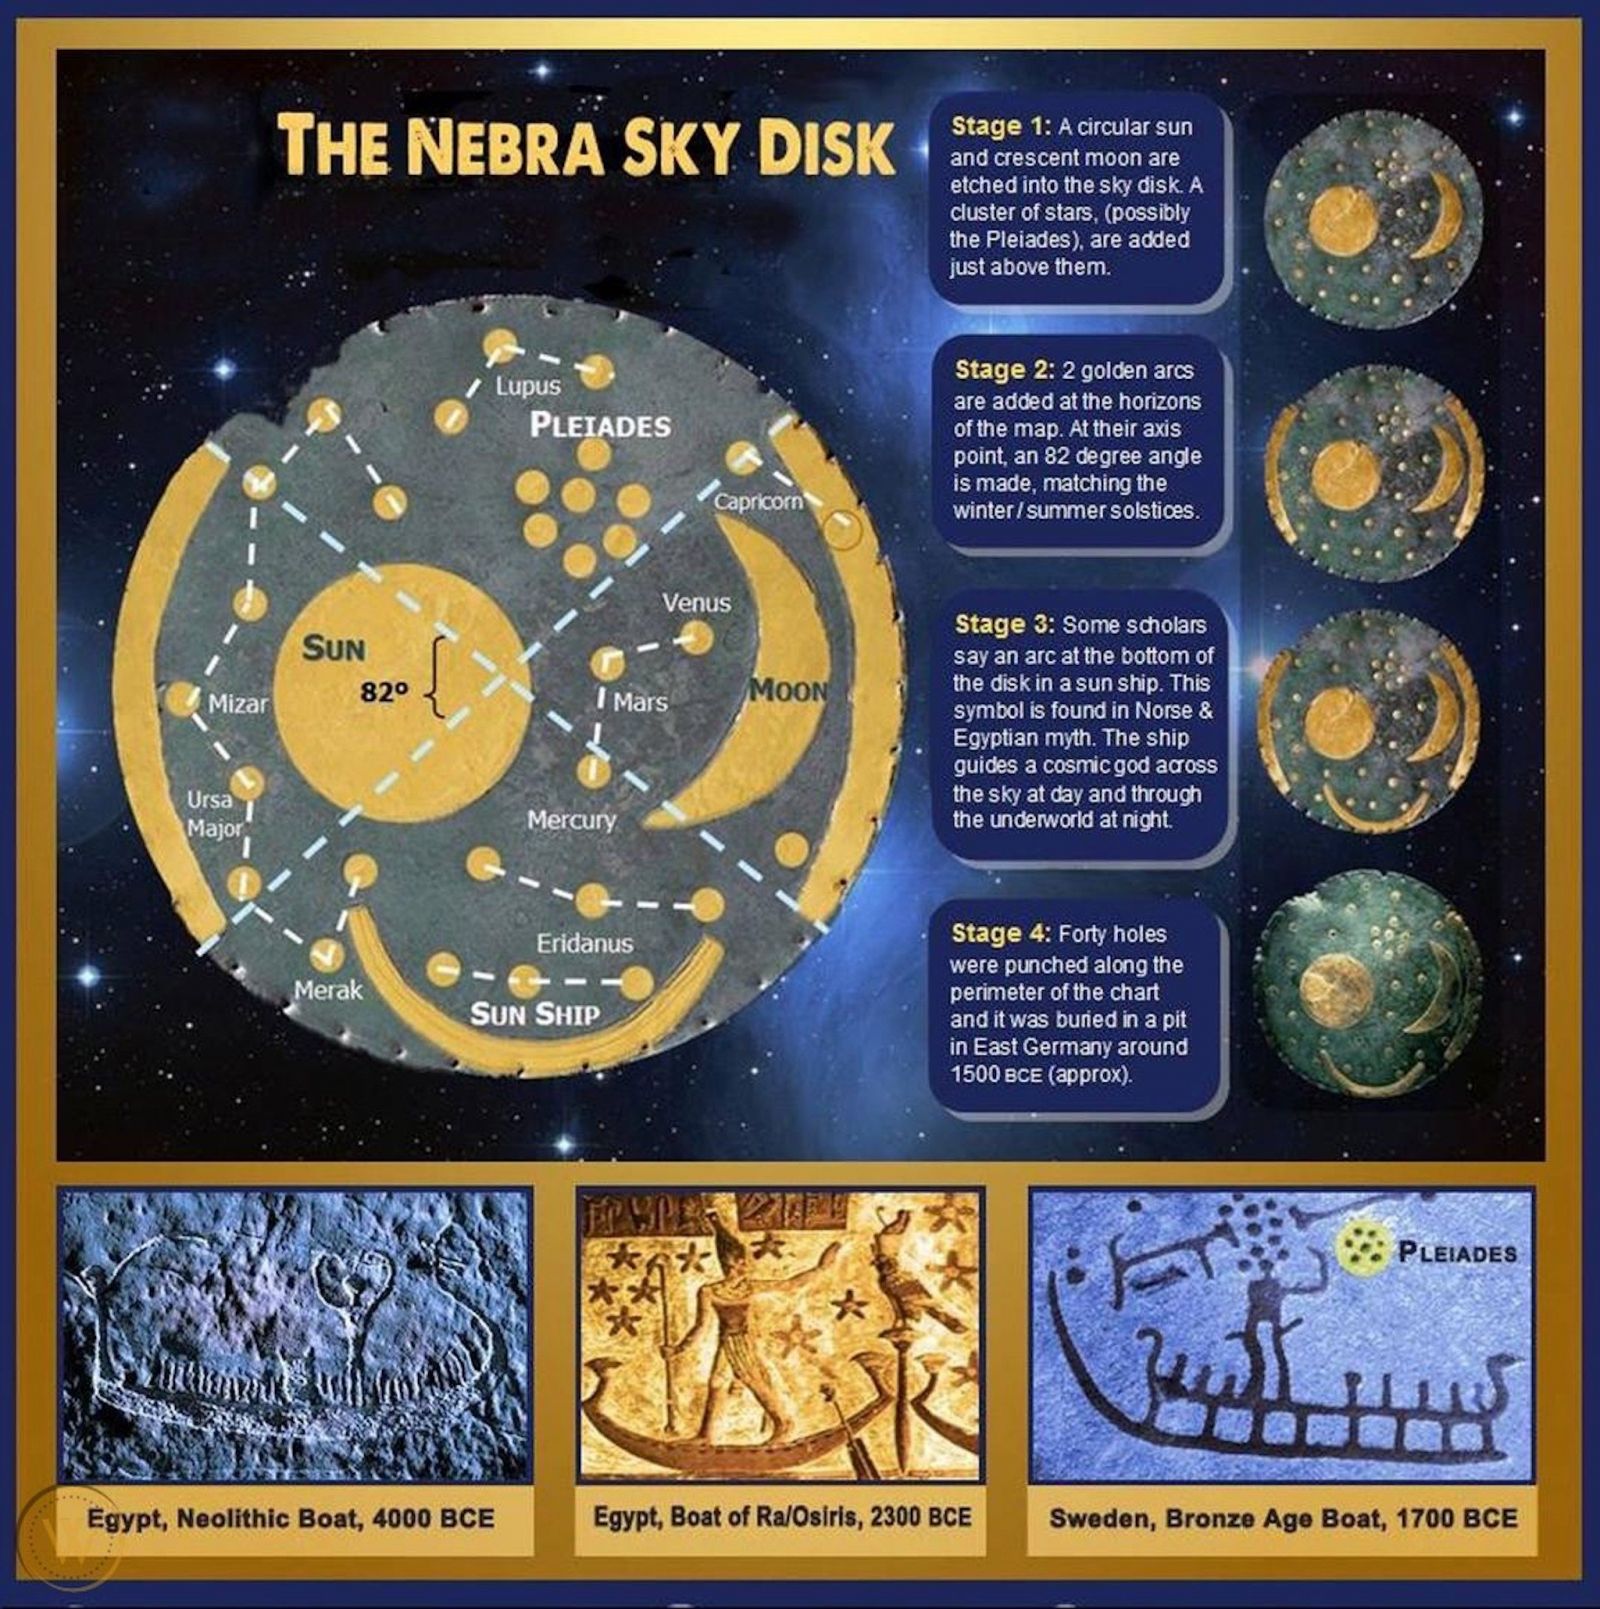 THE NEBRA SKY DISK
Lupus
PLEIADES
Capricorn
Venus
SUN
82º
Mizar
Mars
MOON
Ursa
Major
Mercury
Eridanus
Merak
SUN SHIP
Stage 1: A circular sun
and crescent moon are
etched into the sky disk. A
cluster of stars, (possibly
the Pleiades), are added
just above them.
Stage 2: 2 golden arcs
are added at the horizons
of the map. At their axis
point, an 82 degree angle
is made, matching the
winter / summer solstices.
Stage 3: Some scholars
say an arc at the bottom of
the disk in a sun ship. This
symbol is found in Norse &
Egyptian myth. The ship
guides a cosmic god across
the sky at day and through
the underworld at night.
Stage 4: Forty holes
were punched along the
perimeter of the chart
and it was buried in a pit
in East Germany around
1500 BCE (approx).
PLEIADES
Egypt, Neolithic Boat, 4000 BCE
Egypt, Boat of Ra/Osiris, 2300 BCE
Sweden, Bronze Age Boat, 1700 BCE
W